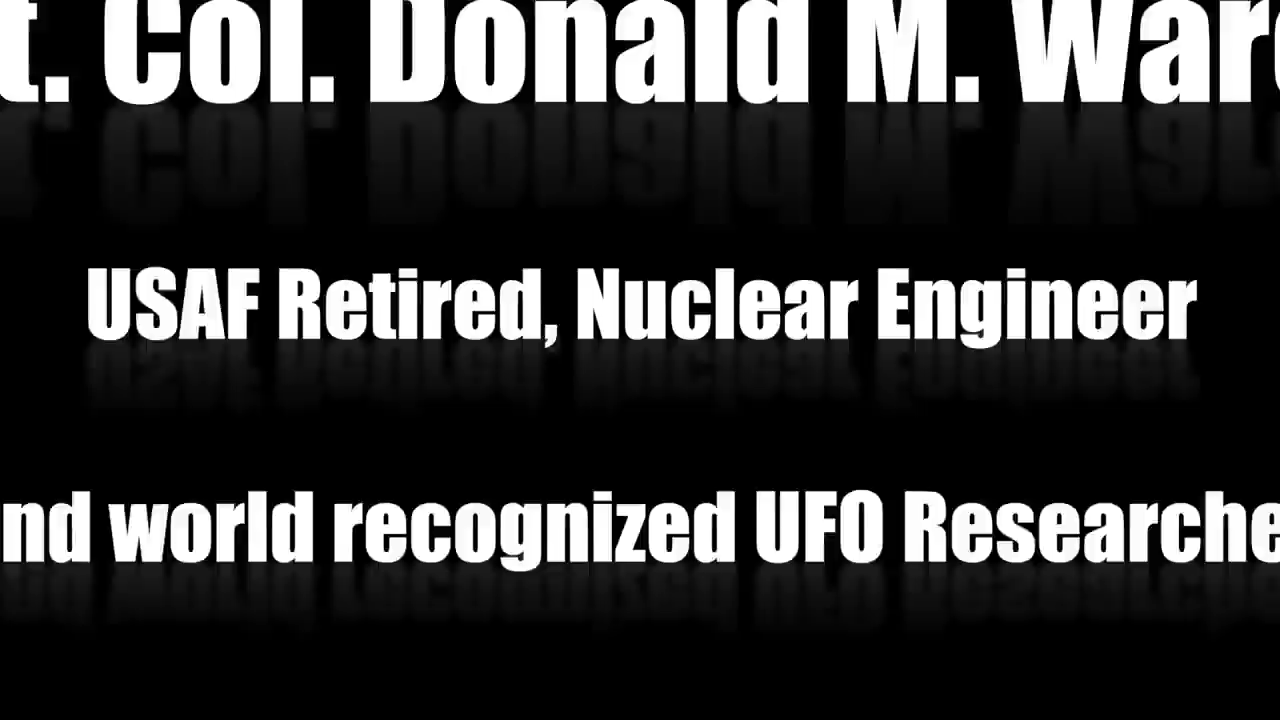 t. Col. Donald M. War
USAF Retired, Nuclear Engineer
nd world recognized UFO Researche